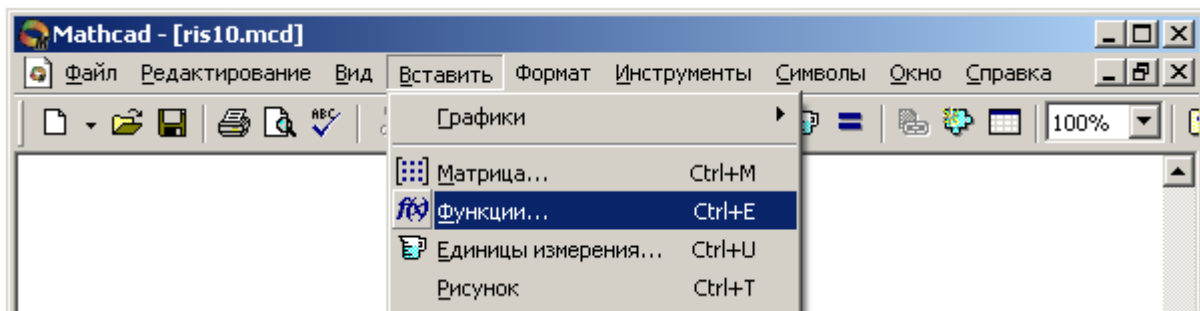 Mathcad - [ris10.mcd]
Файл Редактирование Вид Вставить Формат Инструменты Символы Окно Справка
ABC 100%
Графики
Матрица... Ctrl+M
f(x) Функции... Ctrl+E
Единицы измерения... Ctrl+U
Рисунок Ctrl+T